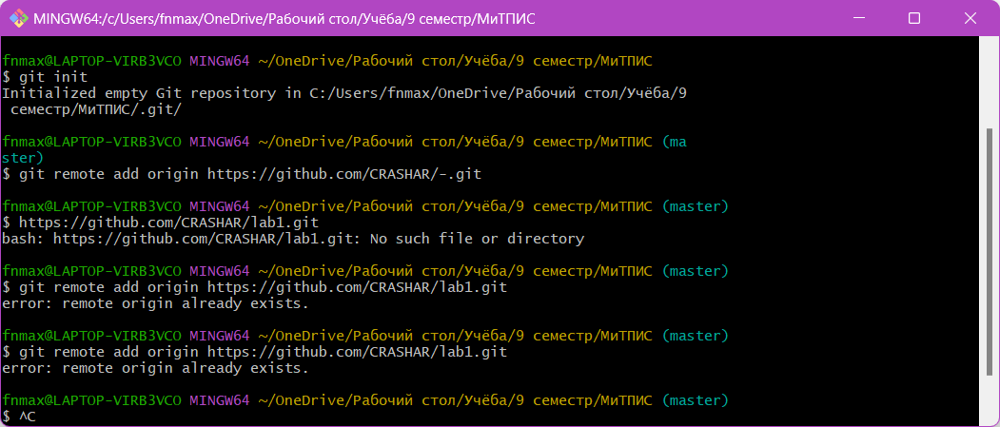 MINGW64:/c/Users/fnmax/OneDrive/Рабочий стол/Учёба/9 семестр/МиТПИС
fnmax@LAPTOP-VIRB3VCO MINGW64 ~/OneDrive/Рабочий стол/Учёба/9 семестр/МиТПИС
$ git init
Initialized empty Git repository in C:/Users/fnmax/OneDrive/Рабочий стол/Учёба/9
 семестр/МиТПИС/.git/
fnmax@LAPTOP-VIRB3VCO MINGW64 ~/OneDrive/Рабочий стол/Учёба/9 семестр/МиТПИС (ma
ster)
$ git remote add origin https://github.com/CRASHAR/-.git
fnmax@LAPTOP-VIRB3VCO MINGW64 ~/OneDrive/Рабочий стол/Учёба/9 семестр/МиТПИС (master)
$ https://github.com/CRASHAR/lab1.git
bash: https://github.com/CRASHAR/lab1.git: No such file or directory
fnmax@LAPTOP-VIRB3VCO MINGW64 ~/OneDrive/Рабочий стол/Учёба/9 семестр/МиТПИС (master)
$ git remote add origin https://github.com/CRASHAR/lab1.git
error: remote origin already exists.
fnmax@LAPTOP-VIRB3VCO MINGW64 ~/OneDrive/Рабочий стол/Учёба/9 семестр/МиТПИС (master)
$ git remote add origin https://github.com/CRASHAR/lab1.git
error: remote origin already exists.
fnmax@LAPTOP-VIRB3VCO MINGW64 ~/OneDrive/Рабочий стол/Учёба/9 семестр/МиТПИС (master)
$ ^C